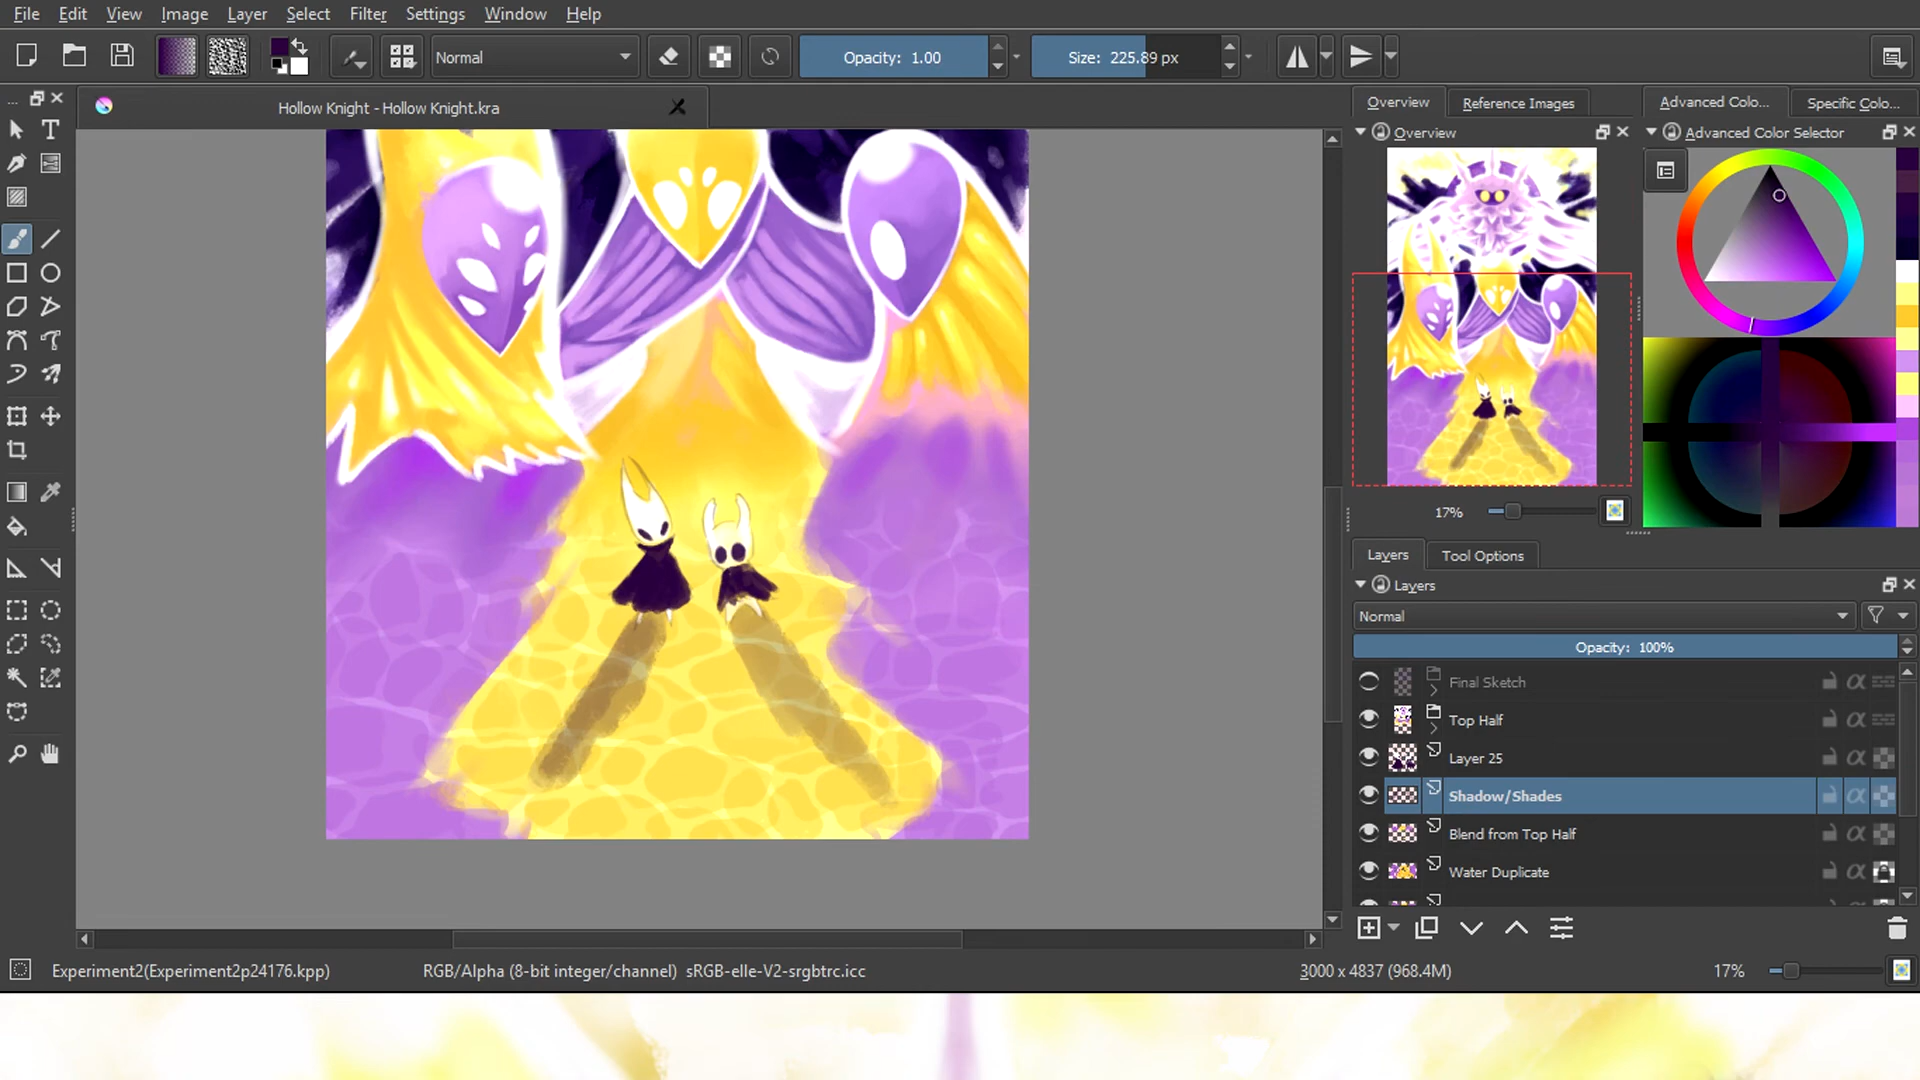 File Edit View Image Layer Select Filter Settings Window Help
Normal Opacity: 1.00 Size: 225.89 px
Hollow Knight - Hollow Knight.kra
Overview Reference Images Advanced Colo... Specific Colo...
Overview Advanced Color Selector
17%
Layers Tool Options
Layers
Normal
Opacity: 100%
Final Sketch
Top Half
Layer 25
Shadow/Shades
Blend from Top Half
Water Duplicate
Experiment2(Experiment2p24176.kpp) RGB/Alpha (8-bit integer/channel) sRGB-elle-V2-srgbtrc.icc 3000 x 4837 (968.4M) 17%